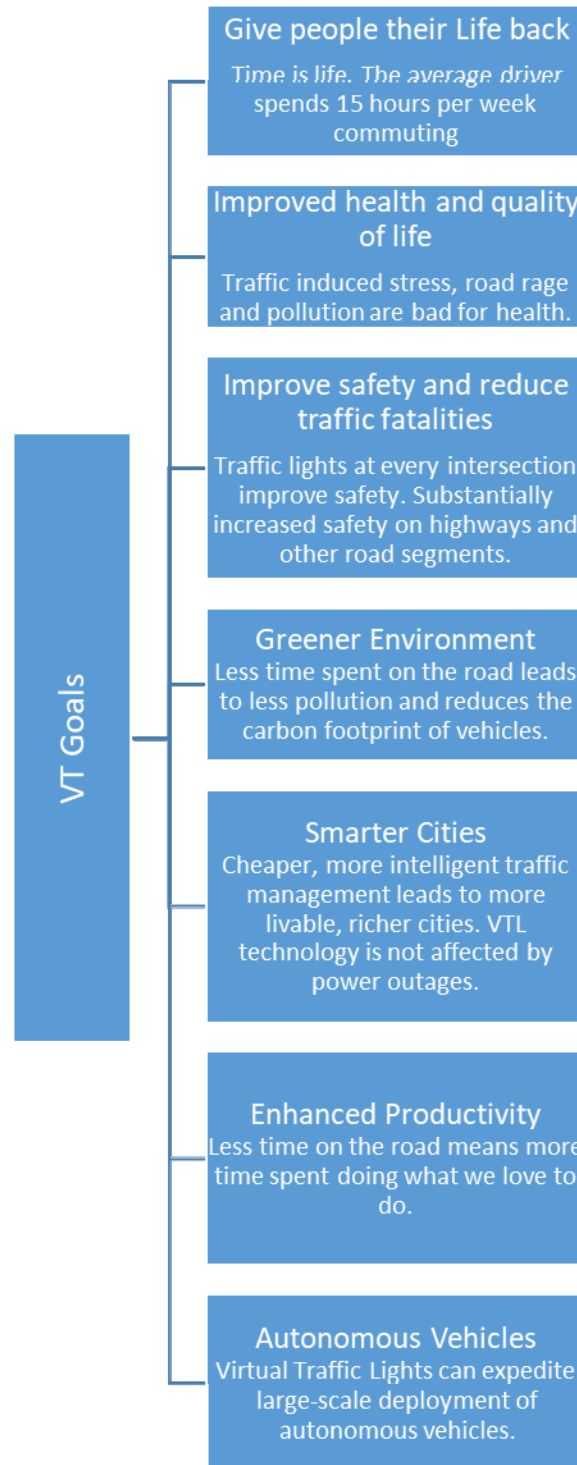 VT Goals
Give people their Life back
Time is life. The average driver
spends 15 hours per week
commuting
Improved health and quality
of life
Traffic induced stress, road rage
and pollution are bad for health.
Improve safety and reduce
traffic fatalities
Traffic lights at every intersection
improve safety. Substantially
increased safety on highways and
other road segments.
Greener Environment
Less time spent on the road leads
to less pollution and reduces the
carbon footprint of vehicles.
Smarter Cities
Cheaper, more intelligent traffic
management leads to more
livable, richer cities. VTL
technology is not affected by
power outages.
Enhanced Productivity
Less time on the road means more
time spent doing what we love to
do.
Autonomous Vehicles
Virtual Traffic Lights can expedite
large-scale deployment of
autonomous vehicles.